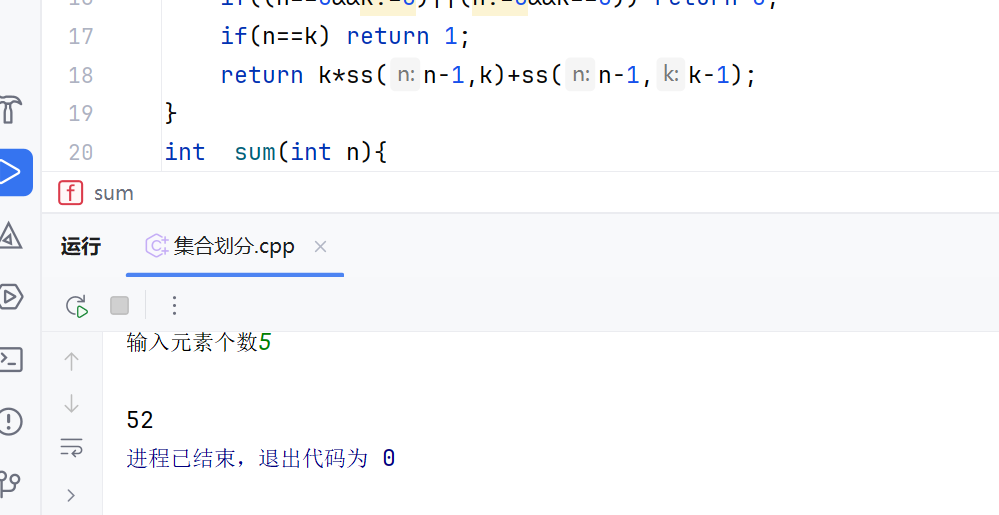 17 if(n==k) return 1;
18 return k*ss( n: n-1,k)+ss( n: n-1, k: k-1);
19 }
20 int  sum(int n){
f sum
运行 集合划分.cpp ×
输入元素个数5
52
进程已结束，退出代码为 0